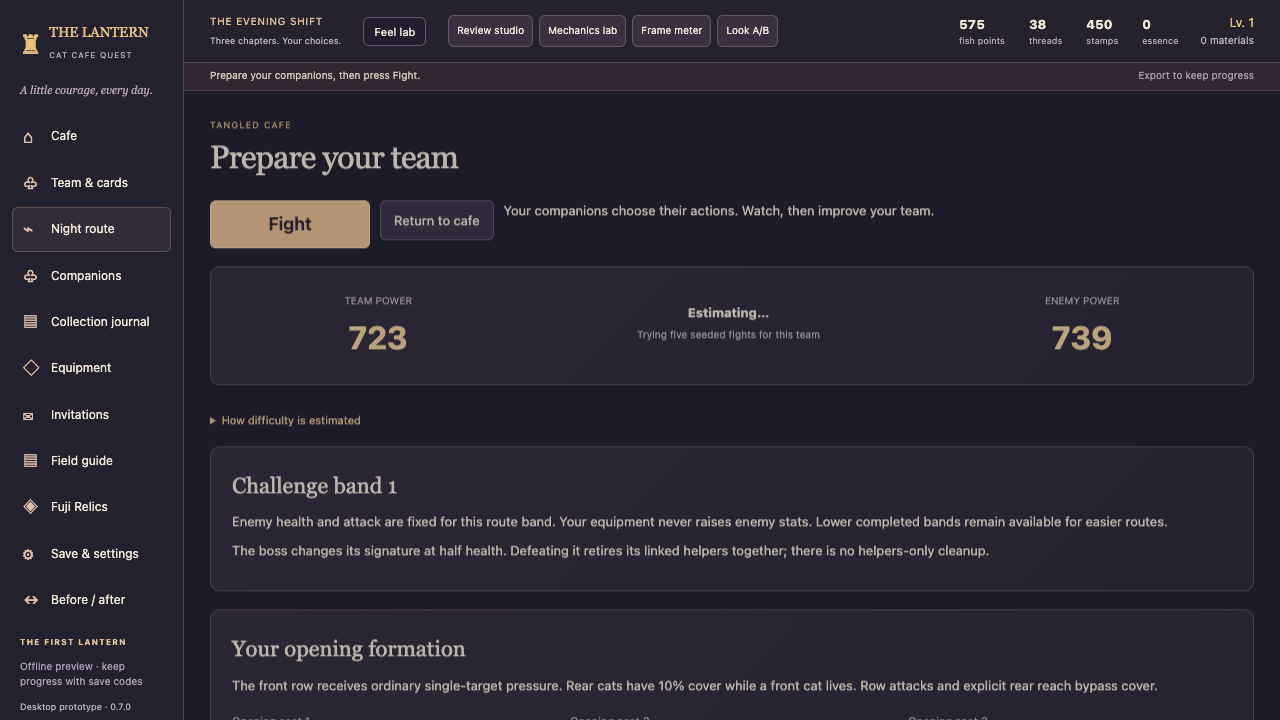 THE LANTERN
CAT CAFE QUEST
A little courage, every day.
Cafe
Team & cards
Night route
Companions
Collection journal
Equipment
Invitations
Field guide
Fuji Relics
Save & settings
Before / after
THE FIRST LANTERN
Offline preview · keep
progress with save codes
Desktop prototype · 0.7.0
THE EVENING SHIFT
Three chapters. Your choices.
Feel lab
Review studio
Mechanics lab
Frame meter
Look A/B
575
fish points
38
threads
450
stamps
0
essence
Lv. 1
0 materials
Prepare your companions, then press Fight.
Export to keep progress
TANGLED CAFE
Prepare your team
Fight
Return to cafe
Your companions choose their actions. Watch, then improve your team.
TEAM POWER
723
Estimating...
Trying five seeded fights for this team
ENEMY POWER
739
How difficulty is estimated
Challenge band 1
Enemy health and attack are fixed for this route band. Your equipment never raises enemy stats. Lower completed bands remain available for easier routes.
The boss changes its signature at half health. Defeating it retires its linked helpers together; there is no helpers-only cleanup.
Your opening formation
The front row receives ordinary single-target pressure. Rear cats have 10% cover while a front cat lives. Row attacks and explicit rear reach bypass cover.